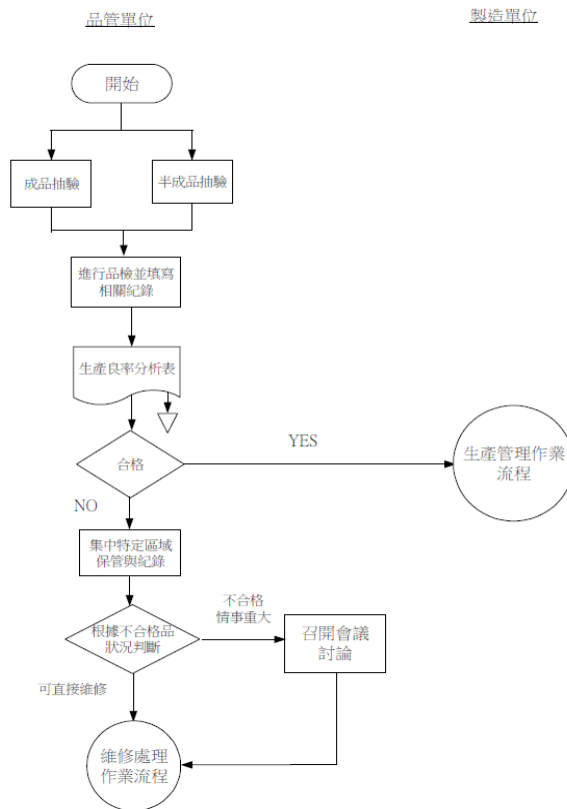 品管單位
製造單位
開始
成品抽驗
半成品抽驗
進行品檢並填寫
相關紀錄
生產良率分析表
合格
YES
生產管理作業
流程
NO
集中特定區域
保管與紀錄
不合格
情事重大
根據不合格品
狀況判斷
召開會議
討論
可直接維修
維修處理
作業流程